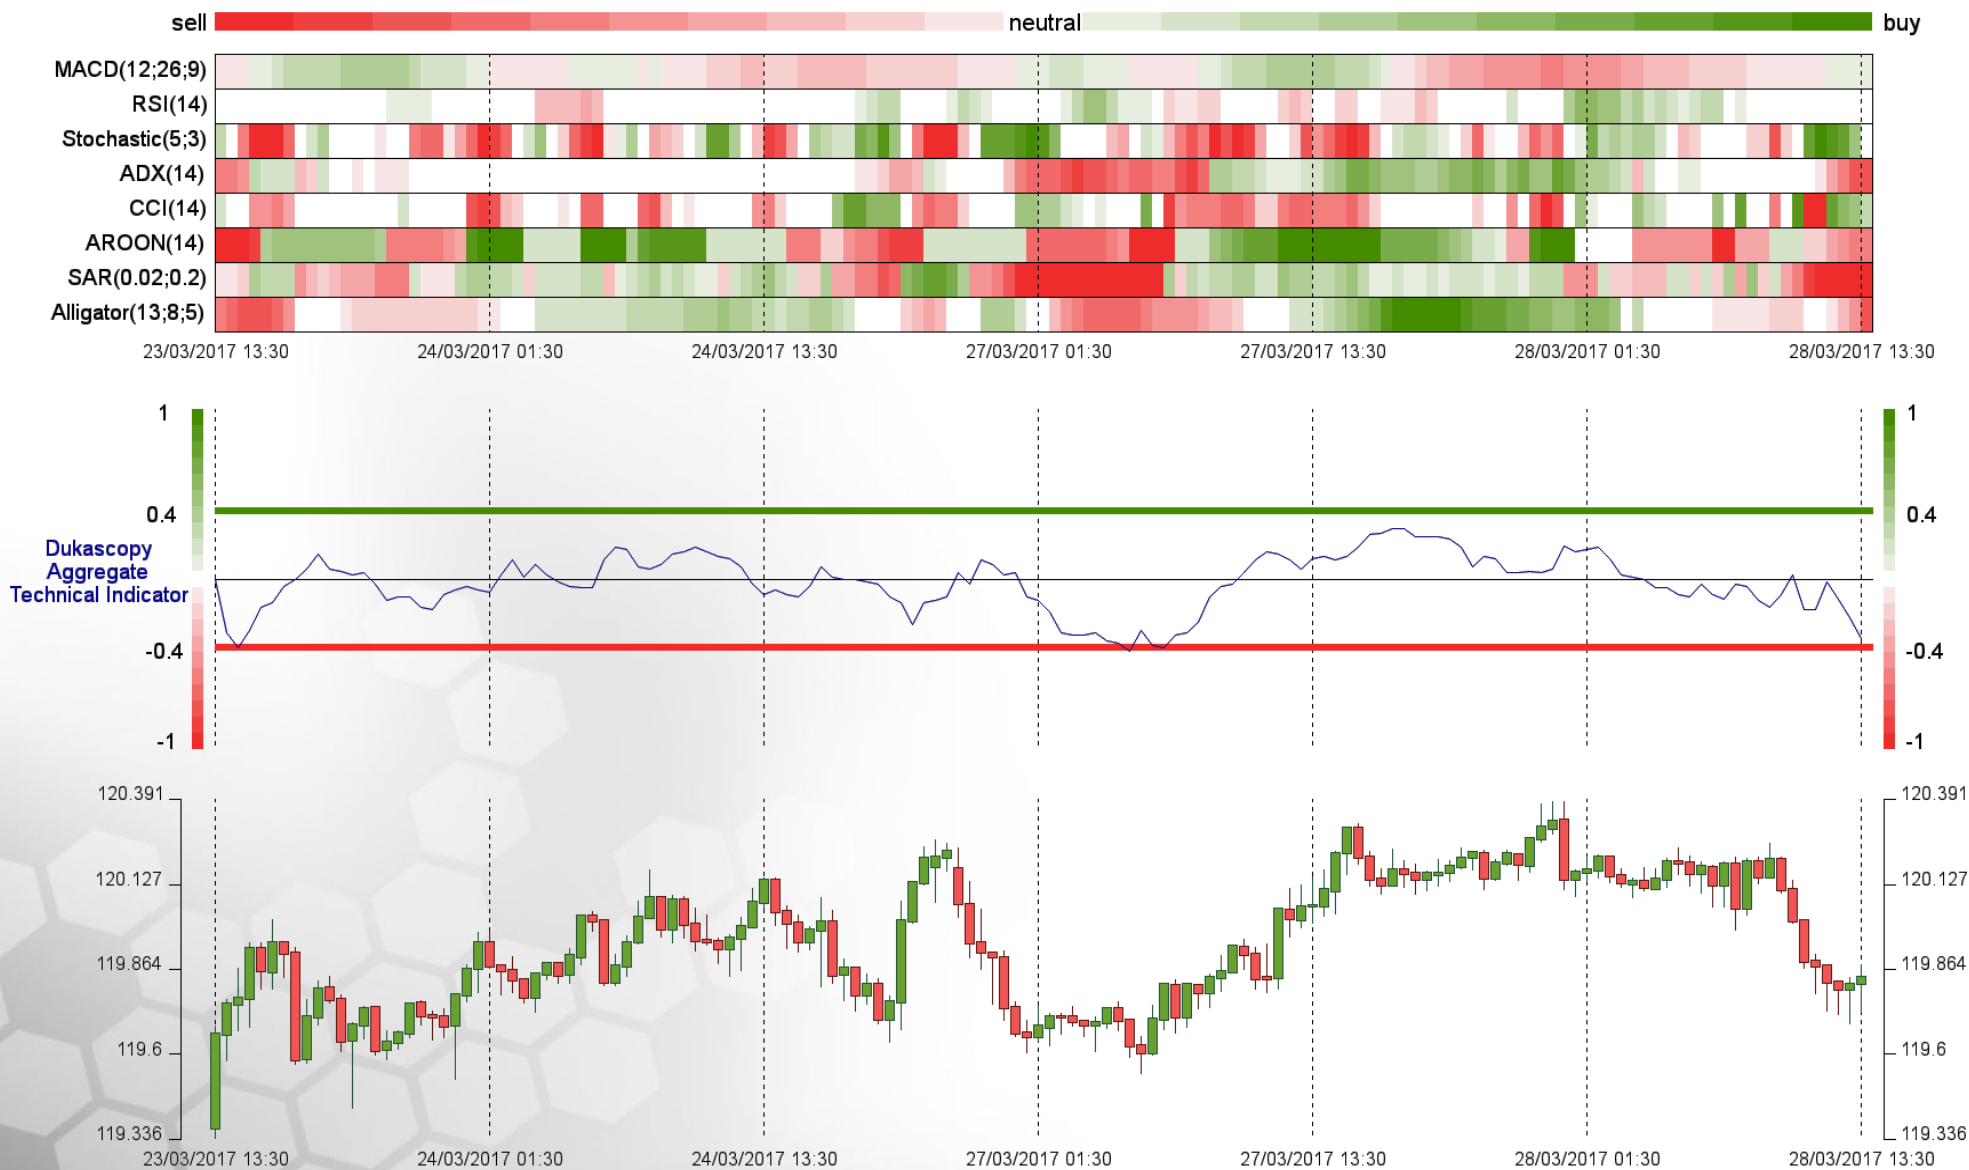 sell neutral buy
MACD(12;26;9)
RSI(14)
Stochastic(5;3)
ADX(14)
CCI(14)
AROON(14)
SAR(0.02;0.2)
Alligator(13;8;5)
23/03/2017 13:30 24/03/2017 01:30 24/03/2017 13:30 27/03/2017 01:30 27/03/2017 13:30 28/03/2017 01:30 28/03/2017 13:30
1 1
0.4 0.4
Dukascopy
Aggregate
Technical Indicator
-0.4 -0.4
-1 -1
120.391 120.391
120.127 120.127
119.864 119.864
119.6 119.6
119.336 119.336
23/03/2017 13:30 24/03/2017 01:30 24/03/2017 13:30 27/03/2017 01:30 27/03/2017 13:30 28/03/2017 01:30 28/03/2017 13:30